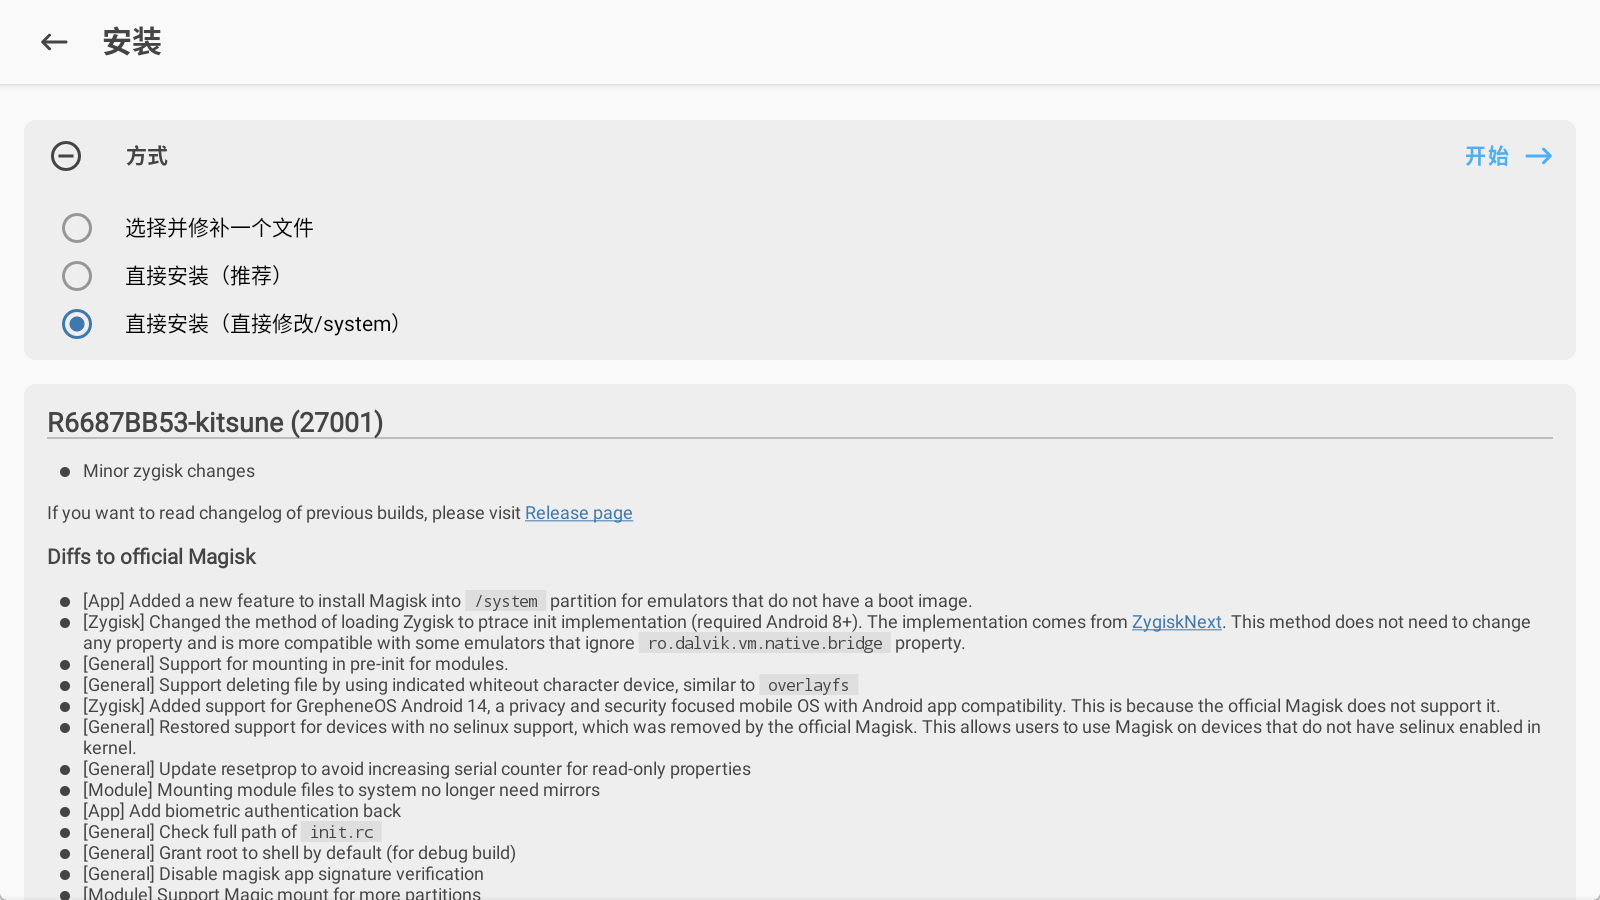 安装
方式
开始
选择并修补一个文件
直接安装（推荐）
直接安装（直接修改/system）
R6687BB53-kitsune (27001)
Minor zygisk changes
If you want to read changelog of previous builds, please visit Release page
Diffs to official Magisk
[App] Added a new feature to install Magisk into /system partition for emulators that do not have a boot image.
[Zygisk] Changed the method of loading Zygisk to ptrace init implementation (required Android 8+). The implementation comes from ZygiskNext. This method does not need to change
any property and is more compatible with some emulators that ignore ro.dalvik.vm.native.bridge property.
[General] Support for mounting in pre-init for modules.
[General] Support deleting file by using indicated whiteout character device, similar to overlayfs
[Zygisk] Added support for GrepheneOS Android 14, a privacy and security focused mobile OS with Android app compatibility. This is because the official Magisk does not support it.
[General] Restored support for devices with no selinux support, which was removed by the official Magisk. This allows users to use Magisk on devices that do not have selinux enabled in
kernel.
[General] Update resetprop to avoid increasing serial counter for read-only properties
[Module] Mounting module files to system no longer need mirrors
[App] Add biometric authentication back
[General] Check full path of init.rc
[General] Grant root to shell by default (for debug build)
[General] Disable magisk app signature verification
[Module] Support Magic mount for more partitions